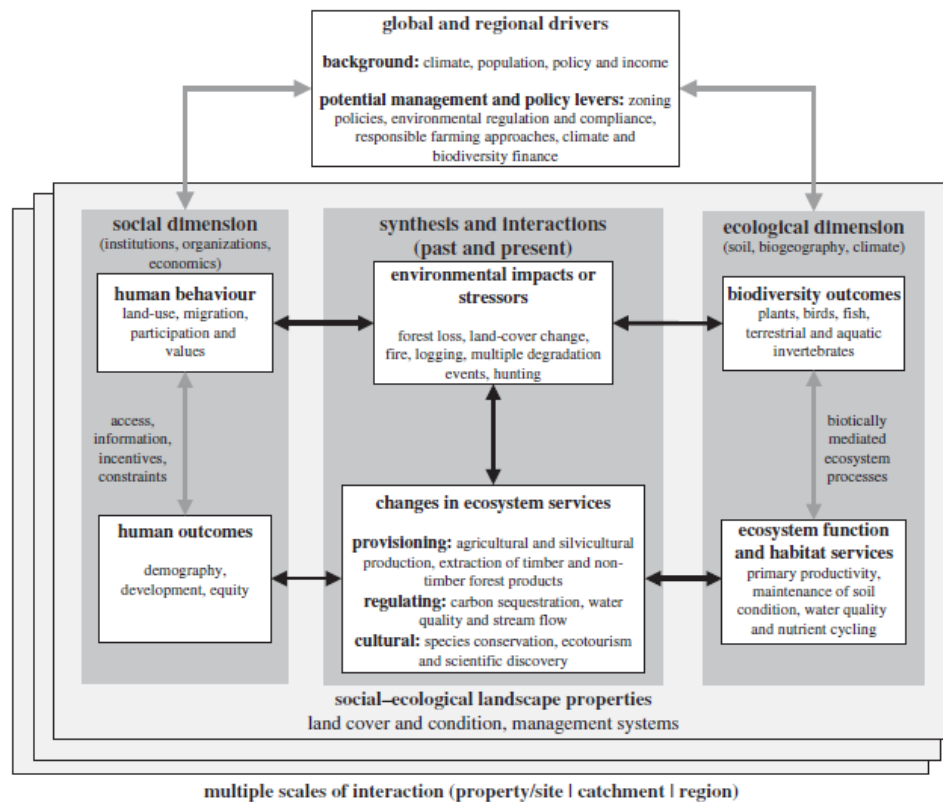 global and regional drivers
background: climate, population, policy and income
potential management and policy levers: zoning
policies, environmental regulation and compliance,
responsible farming approaches, climate and
biodiversity finance
social dimension
(institutions, organizations,
economics)
human behaviour
land-use, migration,
participation and
values
access,
information,
incentives,
constraints
human outcomes
demography,
development, equity
synthesis and interactions
(past and present)
environmental impacts or
stressors
forest loss, land-cover change,
fire, logging, multiple degradation
events, hunting
changes in ecosystem services
provisioning: agricultural and silvicultural
production, extraction of timber and non-
timber forest products
regulating: carbon sequestration, water
quality and stream flow
cultural: species conservation, ecotourism
and scientific discovery
ecological dimension
(soil, biogeography, climate)
biodiversity outcomes
plants, birds, fish,
terrestrial and aquatic
invertebrates
biotically
mediated
ecosystem
processes
ecosystem function
and habitat services
primary productivity,
maintenance of soil
condition, water quality
and nutrient cycling
social–ecological landscape properties
land cover and condition, management systems
multiple scales of interaction (property/site | catchment | region)